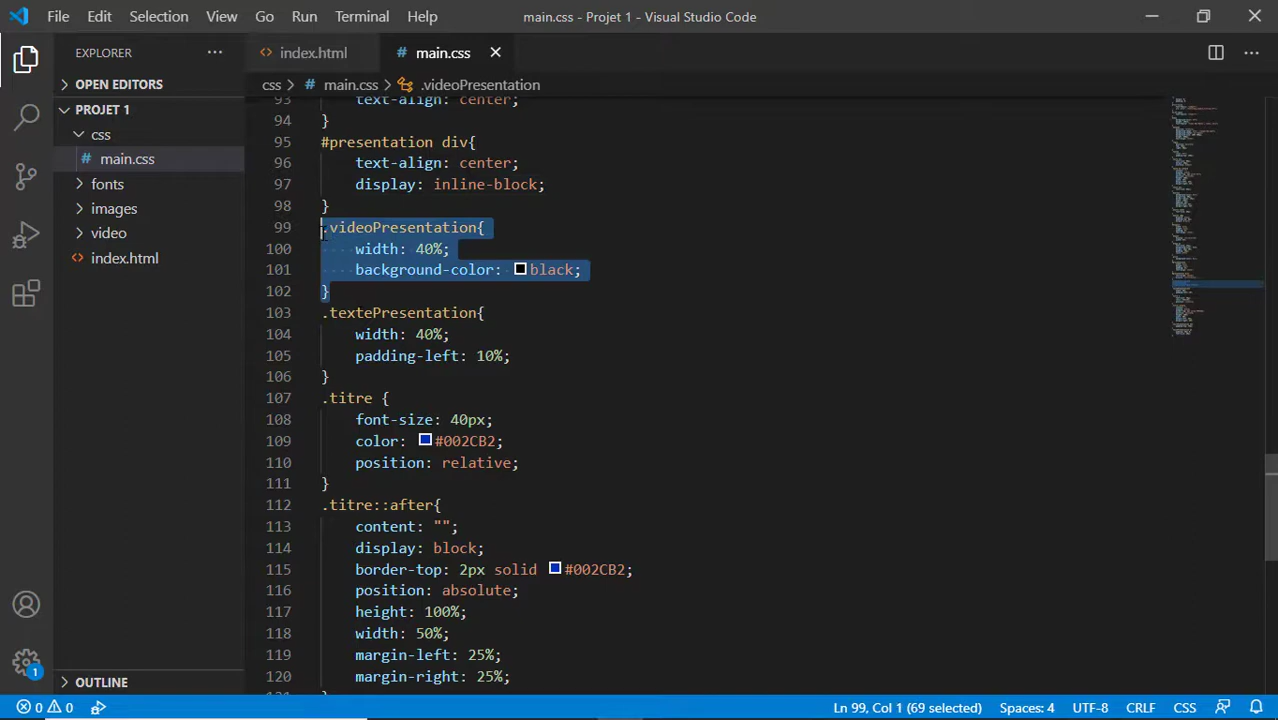 File Edit Selection View Go Run Terminal Help main.css - Projet 1 - Visual Studio Code
EXPLORER
OPEN EDITORS
PROJET 1
css
# main.css
fonts
images
video
<> index.html
OUTLINE
1
<> index.html # main.css
css > # main.css > .videoPresentation
93 text-align: center;
94 }
95 #presentation div{
96 text-align: center;
97 display: inline-block;
98 }
99 .videoPresentation{
100 width: 40%;
101 background-color: black;
102 }
103 .textePresentation{
104 width: 40%;
105 padding-left: 10%;
106 }
107 .titre {
108 font-size: 40px;
109 color: #002CB2;
110 position: relative;
111 }
112 .titre::after{
113 content: "";
114 display: block;
115 border-top: 2px solid #002CB2;
116 position: absolute;
117 height: 100%;
118 width: 50%;
119 margin-left: 25%;
120 margin-right: 25%;
121 }
0 0 Ln 99, Col 1 (69 selected) Spaces: 4 UTF-8 CRLF CSS